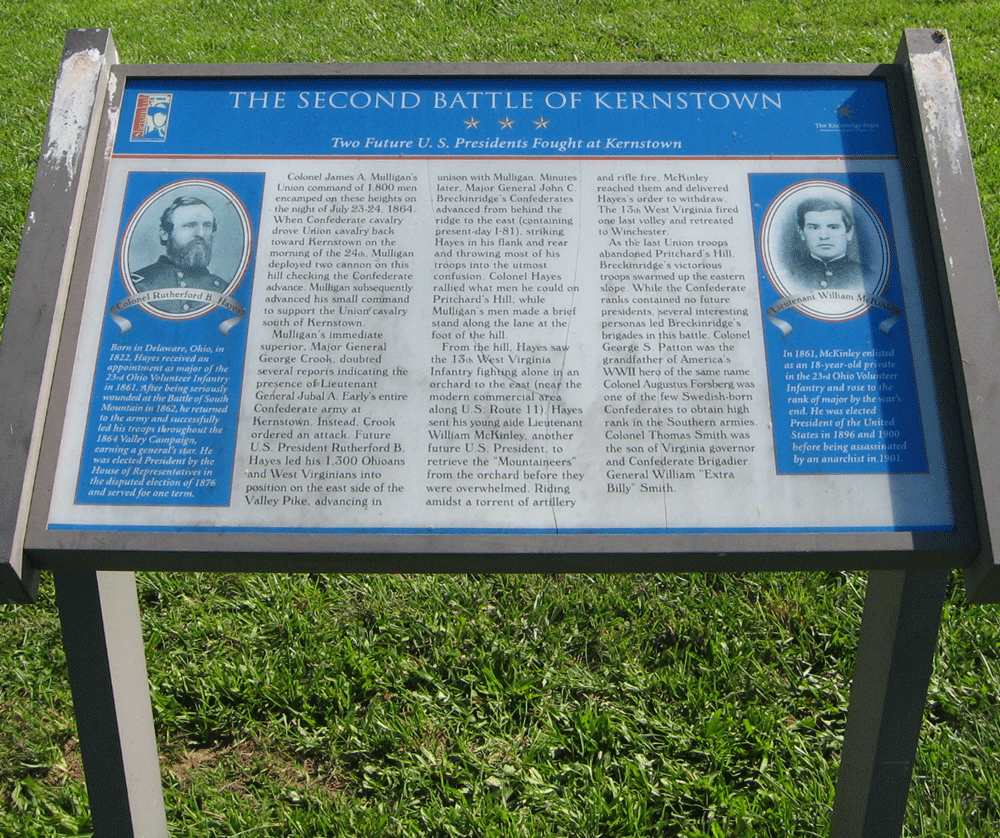 THE SECOND BATTLE OF KERNSTOWN
Two Future U. S. Presidents Fought at Kernstown
The Knowledge Point
Colonel Rutherford B. Hayes
Born in Delaware, Ohio, in
1822, Hayes received an
appointment as major of the
23rd Ohio Volunteer Infantry
in 1861. After being seriously
wounded at the Battle of South
Mountain in 1862, he returned
to the army and successfully
led his troops throughout the
1864 Valley Campaign,
earning a general's star. He
was elected President by the
House of Representatives in
the disputed election of 1876
and served for one term.
Colonel James A. Mulligan's
Union command of 1,800 men
encamped on these heights on
the night of July 23-24, 1864.
When Confederate cavalry
drove Union cavalry back
toward Kernstown on the
morning of the 24th, Mulligan
deployed two cannon on this
hill checking the Confederate
advance. Mulligan subsequently
advanced his small command
to support the Union cavalry
south of Kernstown.
Mulligan's immediate
superior, Major General
George Crook, doubted
several reports indicating the
presence of Lieutenant
General Jubal A. Early's entire
Confederate army at
Kernstown. Instead, Crook
ordered an attack. Future
U.S. President Rutherford B.
Hayes led his 1,500 Ohioans
and West Virginians into
position on the east side of the
Valley Pike, advancing in
unison with Mulligan. Minutes
later, Major General John C.
Breckinridge's Confederates
advanced from behind the
ridge to the east (containing
present-day I-81), striking
Hayes in his flank and rear
and throwing most of his
troops into the utmost
confusion. Colonel Hayes
rallied what men he could on
Pritchard's Hill, while
Mulligan's men made a brief
stand along the lane at the
foot of the hill.
From the hill, Hayes saw
the 13th West Virginia
Infantry fighting alone in an
orchard to the east (near the
modern commercial area
along U.S. Route 11). Hayes
sent his young aide Lieutenant
William McKinley, another
future U.S. President, to
retrieve the "Mountaineers"
from the orchard before they
were overwhelmed. Riding
amidst a torrent of artillery
and rifle fire, McKinley
reached them and delivered
Hayes's order to withdraw.
The 13th West Virginia fired
one last volley and retreated
to Winchester.
As the last Union troops
abandoned Pritchard's Hill,
Breckinridge's victorious
troops swarmed up the eastern
slope. While the Confederate
ranks contained no future
presidents, several interesting
personas led Breckinridge's
brigades in this battle. Colonel
George S. Patton was the
grandfather of America's
WWII hero of the same name.
Colonel Augustus Forsberg was
one of the few Swedish-born
Confederates to obtain high
rank in the Southern armies.
Colonel Thomas Smith was
the son of Virginia governor
and Confederate Brigadier
General William "Extra
Billy" Smith.
Lieutenant William McKinley
In 1861, McKinley enlisted
as an 18-year-old private
in the 23rd Ohio Volunteer
Infantry and rose to the
rank of major by the war's
end. He was elected
President of the United
States in 1896 and 1900
before being assassinated
by an anarchist in 1901.